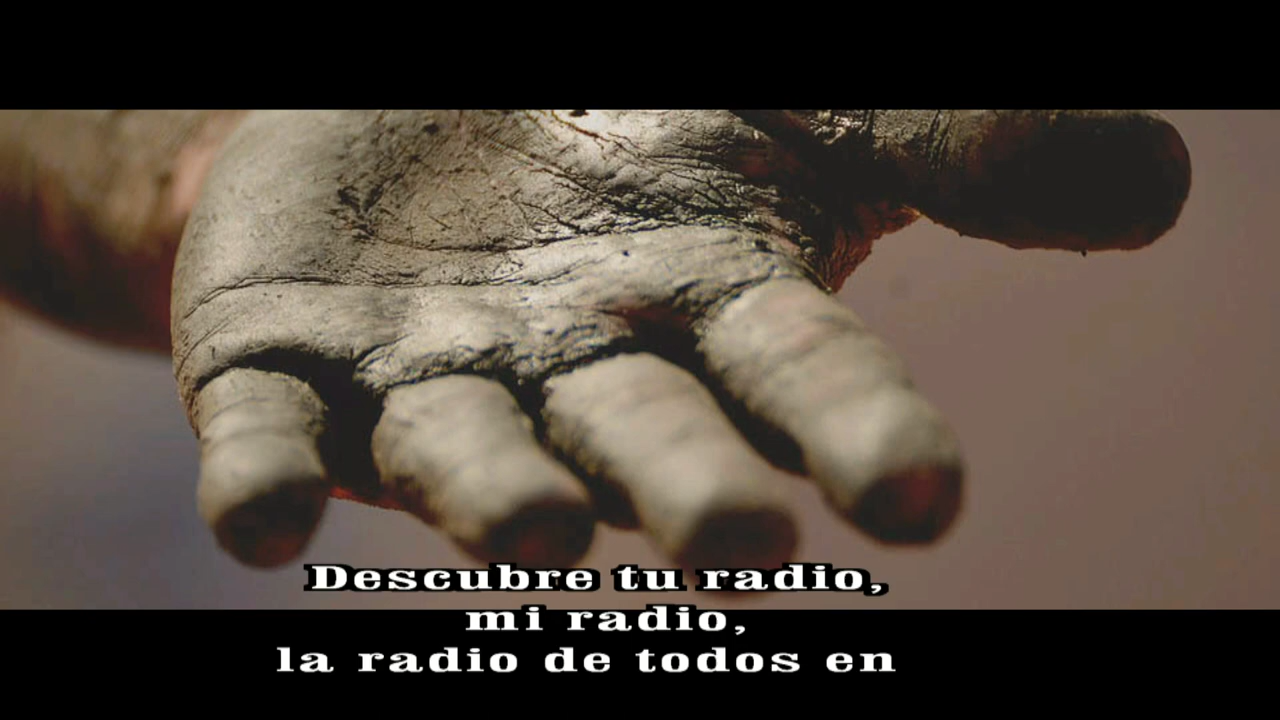 Descubre tu radio,
mi radio,
la radio de todos en